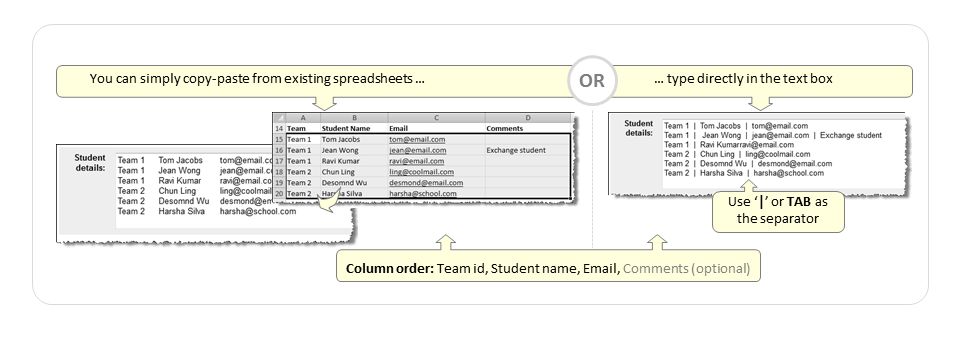 You can simply copy-paste from existing spreadsheets ...
OR
... type directly in the text box
A B C D
14 Team Student Name Email Comments
15 Team 1 Tom Jacobs tom@email.com
16 Team 1 Jean Wong jean@email.com Exchange student
17 Team 1 Ravi Kumar ravi@email.com
18 Team 2 Chun Ling ling@coolmail.com
19 Team 2 Desomnd Wu desmond@email.com
20 Team 2 Harsha Silva harsha@school.com
Student details:
Team 1 Tom Jacobs tom@email.co
Team 1 Jean Wong jean@email.c
Team 1 Ravi Kumar ravi@email.co
Team 2 Chun Ling ling@coolmail.
Team 2 Desomnd Wu desmond@em
Team 2 Harsha Silva harsha@school.com
Student details:
Team 1 | Tom Jacobs | tom@email.com
Team 1 | Jean Wong | jean@email.com | Exchange student
Team 1 | Ravi Kumarravi@email.com
Team 2 | Chun Ling | ling@coolmail.com
Team 2 | Desomnd Wu | desmond@email.com
Team 2 | Harsha Silva | harsha@school.com
Use ‘|’ or TAB as
the separator
Column order: Team id, Student name, Email, Comments (optional)